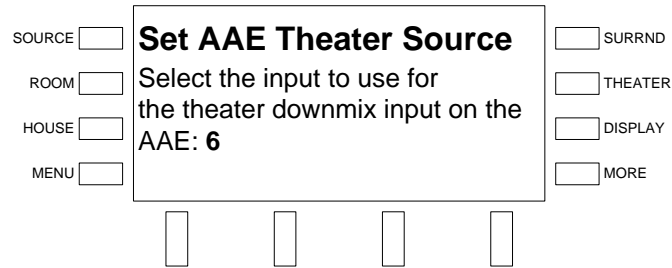 SOURCE
ROOM
HOUSE
MENU
Set AAE Theater Source
Select the input to use for
the theater downmix input on the
AAE: 6
SURRND
THEATER
DISPLAY
MORE